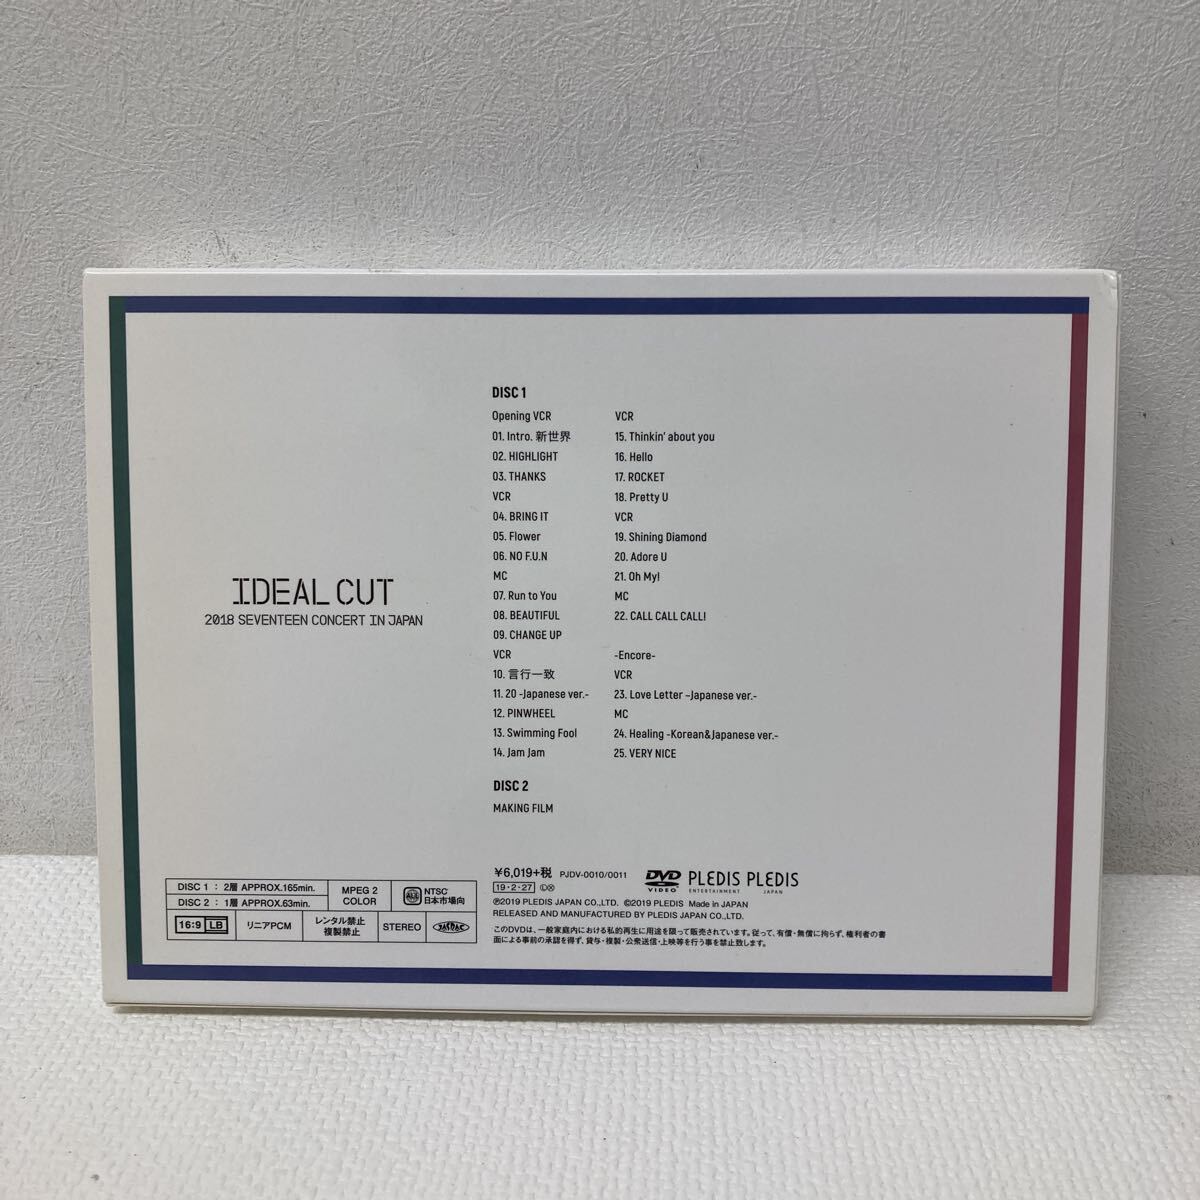 IDEAL CUT
2018 SEVENTEEN CONCERT IN JAPAN
DISC 1
Opening VCR
01. Intro. 新世界
02. HIGHLIGHT
03. THANKS
VCR
04. BRING IT
05. Flower
06. NO F.U.N
MC
07. Run to You
08. BEAUTIFUL
09. CHANGE UP
VCR
10. 言行一致
11. 20 -Japanese ver.-
12. PINWHEEL
13. Swimming Fool
14. Jam Jam
VCR
15. Thinkin' about you
16. Hello
17. ROCKET
18. Pretty U
VCR
19. Shining Diamond
20. Adore U
21. Oh My!
MC
22. CALL CALL CALL!
-Encore-
VCR
23. Love Letter -Japanese ver.-
MC
24. Healing -Korean&Japanese ver.-
25. VERY NICE
DISC 2
MAKING FILM
DISC 1 : 2層 APPROX.165min.
DISC 2 : 1層 APPROX.63min.
MPEG 2
COLOR
ALL
NTSC
日本市場向
16:9 LB
リニアPCM
レンタル禁止
複製禁止
STEREO
¥6,019+税 PJDV-0010/0011
19・2・27 Ⓛ Ⓧ
DVD
VIDEO
PLEDIS
ENTERTAINMENT
PLEDIS
JAPAN
℗2019 PLEDIS JAPAN CO.,LTD. ©2019 PLEDIS Made in JAPAN
RELEASED AND MANUFACTURED BY PLEDIS JAPAN CO.,LTD.
このDVDは、一般家庭内における私的再生に用途を限って販売されています。従って、有償・無償に拘らず、権利者の書
面による事前の承認を得ず、貸与・複製・公衆送信・上映等を行う事を禁止致します。